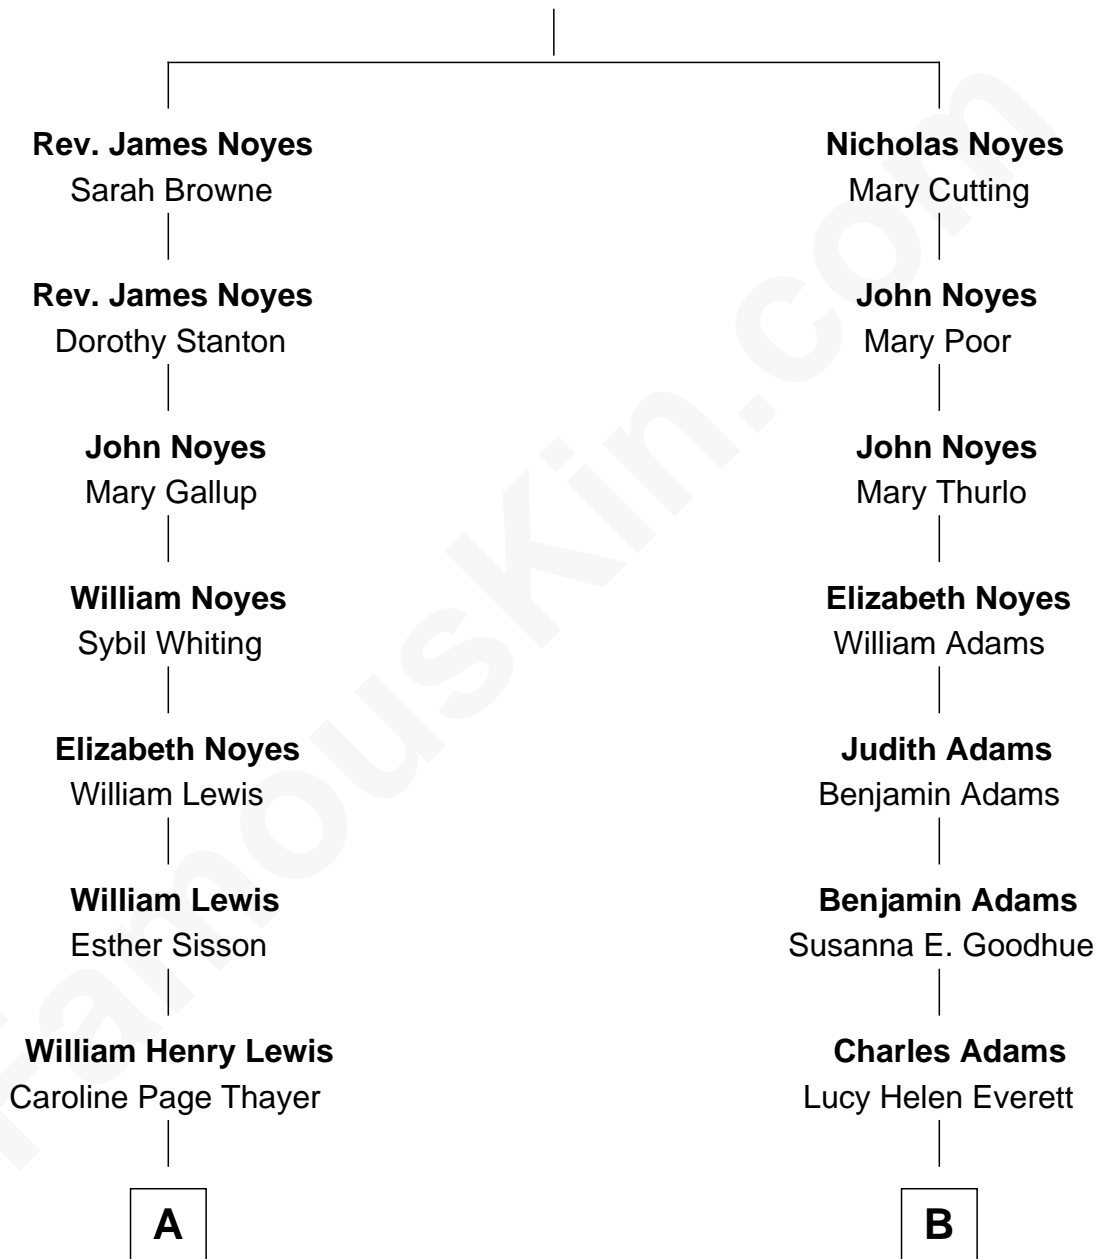 Rev. James Noyes
Sarah Browne
Rev. James Noyes
Dorothy Stanton
John Noyes
Mary Gallup
William Noyes
Sybil Whiting
Elizabeth Noyes
William Lewis
William Lewis
Esther Sisson
William Henry Lewis
Caroline Page Thayer
A
Nicholas Noyes
Mary Cutting
John Noyes
Mary Poor
John Noyes
Mary Thurlo
Elizabeth Noyes
William Adams
Judith Adams
Benjamin Adams
Benjamin Adams
Susanna E. Goodhue
Charles Adams
Lucy Helen Everett
B
FamousKin.com